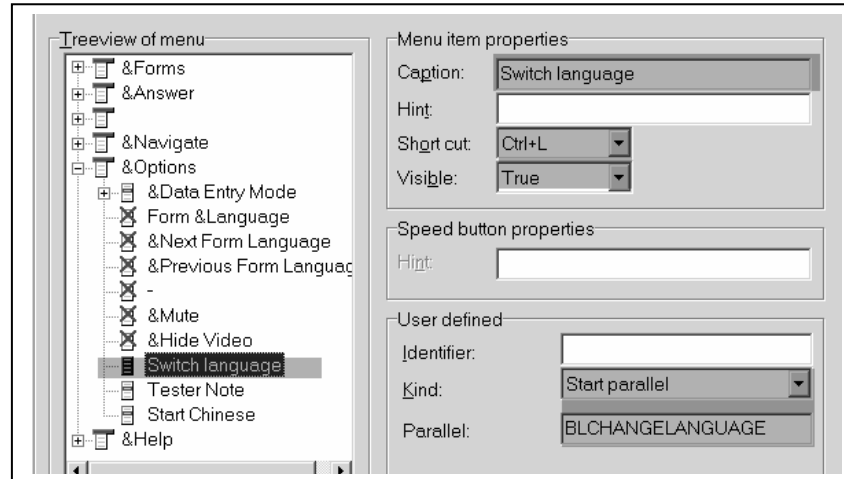 Treeview of menu
&Forms
&Answer
&Navigate
&Options
&Data Entry Mode
Form &Language
&Next Form Language
&Previous Form Languag
-
&Mute
&Hide Video
Switch language
Tester Note
Start Chinese
&Help
Menu item properties
Caption: Switch language
Hint:
Short cut: Ctrl+L
Visible: True
Speed button properties
Hint:
User defined
Identifier:
Kind: Start parallel
Parallel: BLCHANGELANGUAGE